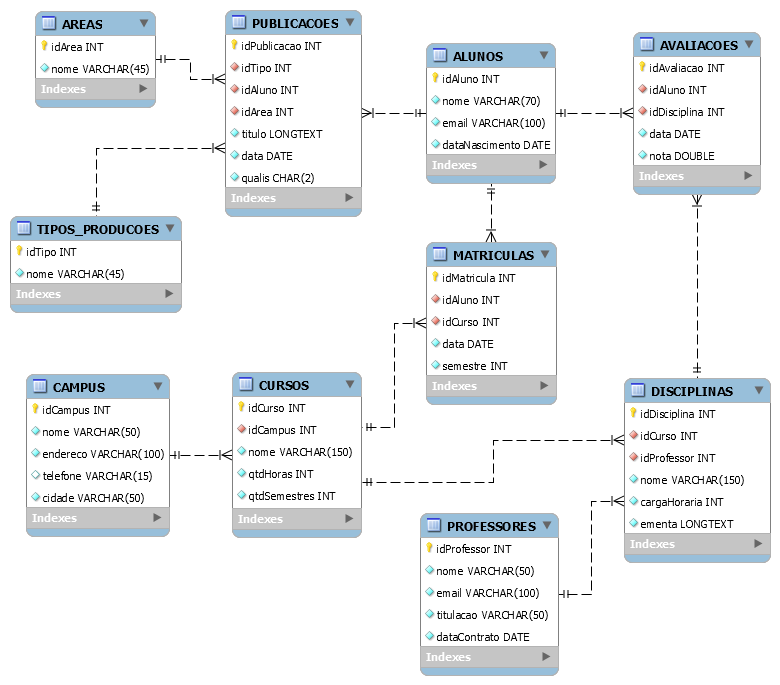 AREAS
idArea INT
nome VARCHAR(45)
Indexes
PUBLICACOES
idPublicacao INT
idTipo INT
idAluno INT
idArea INT
titulo LONGTEXT
data DATE
qualis CHAR(2)
Indexes
ALUNOS
idAluno INT
nome VARCHAR(70)
email VARCHAR(100)
dataNascimento DATE
Indexes
AVALIACOES
idAvaliacao INT
idAluno INT
idDisciplina INT
data DATE
nota DOUBLE
Indexes
TIPOS_PRODUCOES
idTipo INT
nome VARCHAR(45)
Indexes
MATRICULAS
idMatricula INT
idAluno INT
idCurso INT
data DATE
semestre INT
Indexes
CAMPUS
idCampus INT
nome VARCHAR(50)
endereco VARCHAR(100)
telefone VARCHAR(15)
cidade VARCHAR(50)
Indexes
CURSOS
idCurso INT
idCampus INT
nome VARCHAR(150)
qtdHoras INT
qtdSemestres INT
Indexes
DISCIPLINAS
idDisciplina INT
idCurso INT
idProfessor INT
nome VARCHAR(150)
cargaHoraria INT
ementa LONGTEXT
Indexes
PROFESSORES
idProfessor INT
nome VARCHAR(50)
email VARCHAR(100)
titulacao VARCHAR(50)
dataContrato DATE
Indexes